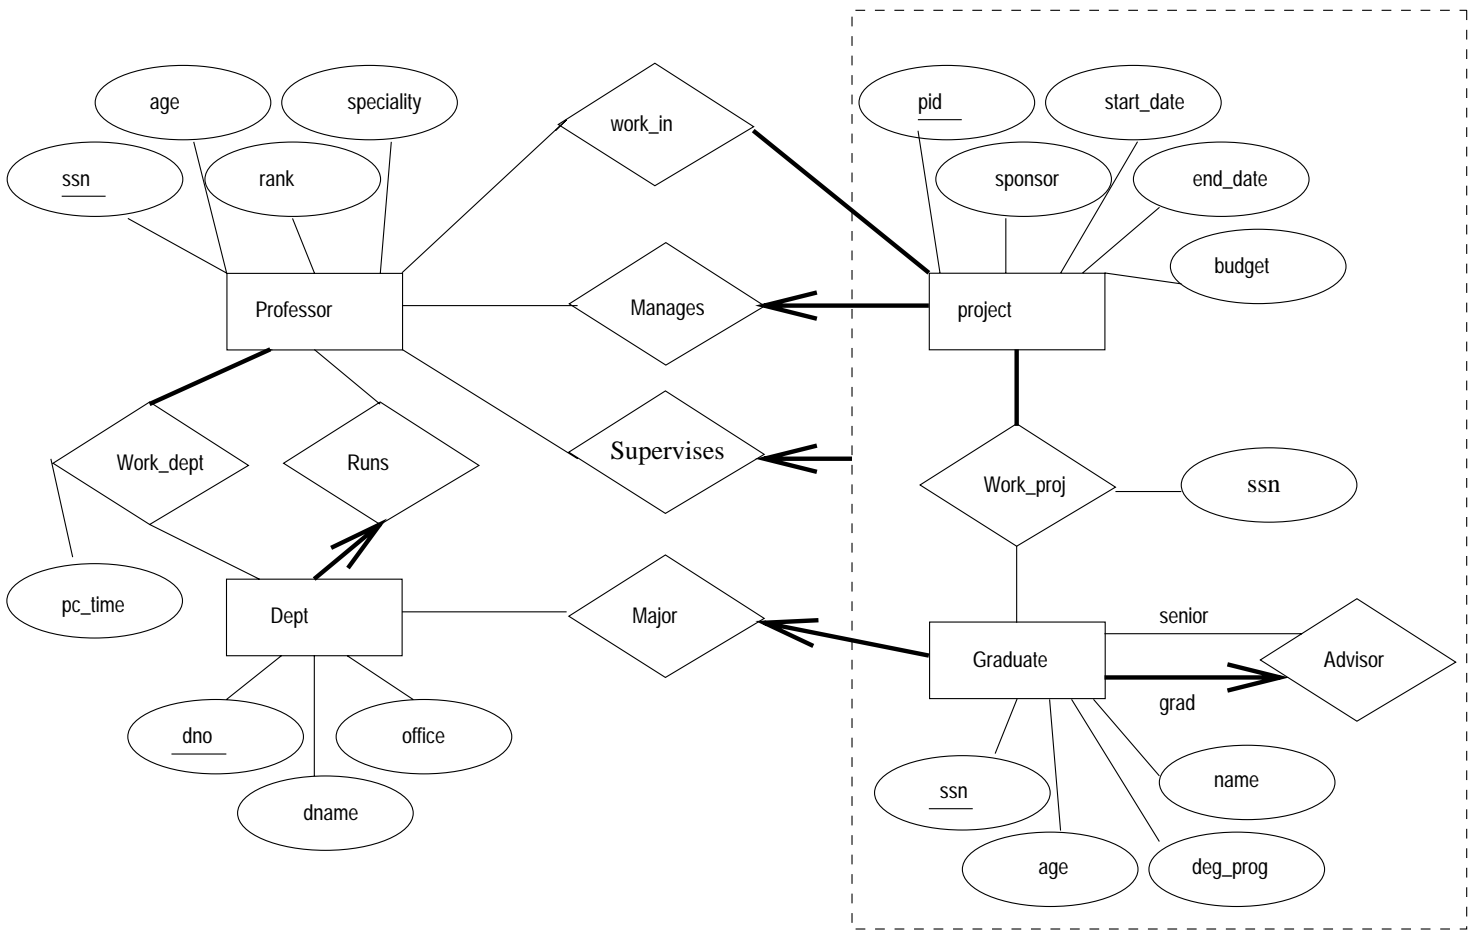 age
speciality
ssn
rank
work_in
pid
start_date
sponsor
end_date
budget
Professor
Manages
project
Work_dept
Runs
Supervises
Work_proj
ssn
pc_time
Dept
Major
senior
Graduate
Advisor
grad
dno
office
dname
ssn
name
age
deg_prog